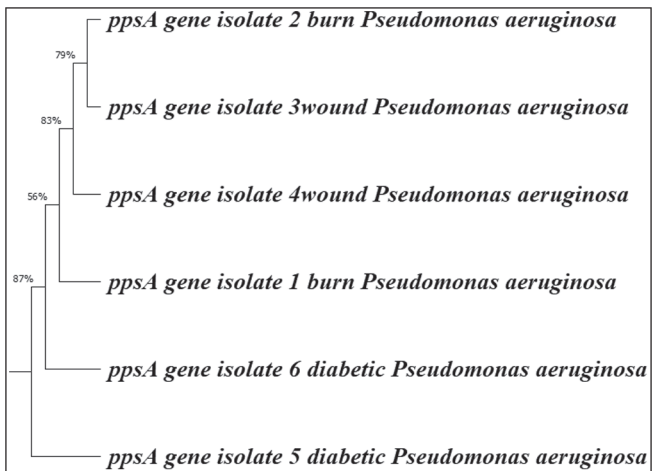 ppsA gene isolate 2 burn Pseudomonas aeruginosa
79%
ppsA gene isolate 3wound Pseudomonas aeruginosa
83%
ppsA gene isolate 4wound Pseudomonas aeruginosa
56%
ppsA gene isolate 1 burn Pseudomonas aeruginosa
87%
ppsA gene isolate 6 diabetic Pseudomonas aeruginosa
ppsA gene isolate 5 diabetic Pseudomonas aeruginosa